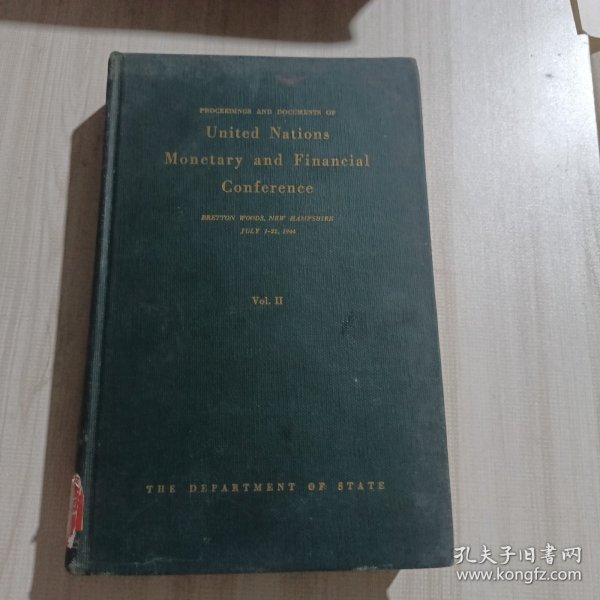 PROCEEDINGS AND DOCUMENTS OF
United Nations
Monetary and Financial
Conference
BRETTON WOODS, NEW HAMPSHIRE
JULY 1-22, 1944
Vol. II
THE DEPARTMENT OF STATE
孔夫子旧书网
www.kongfz.com